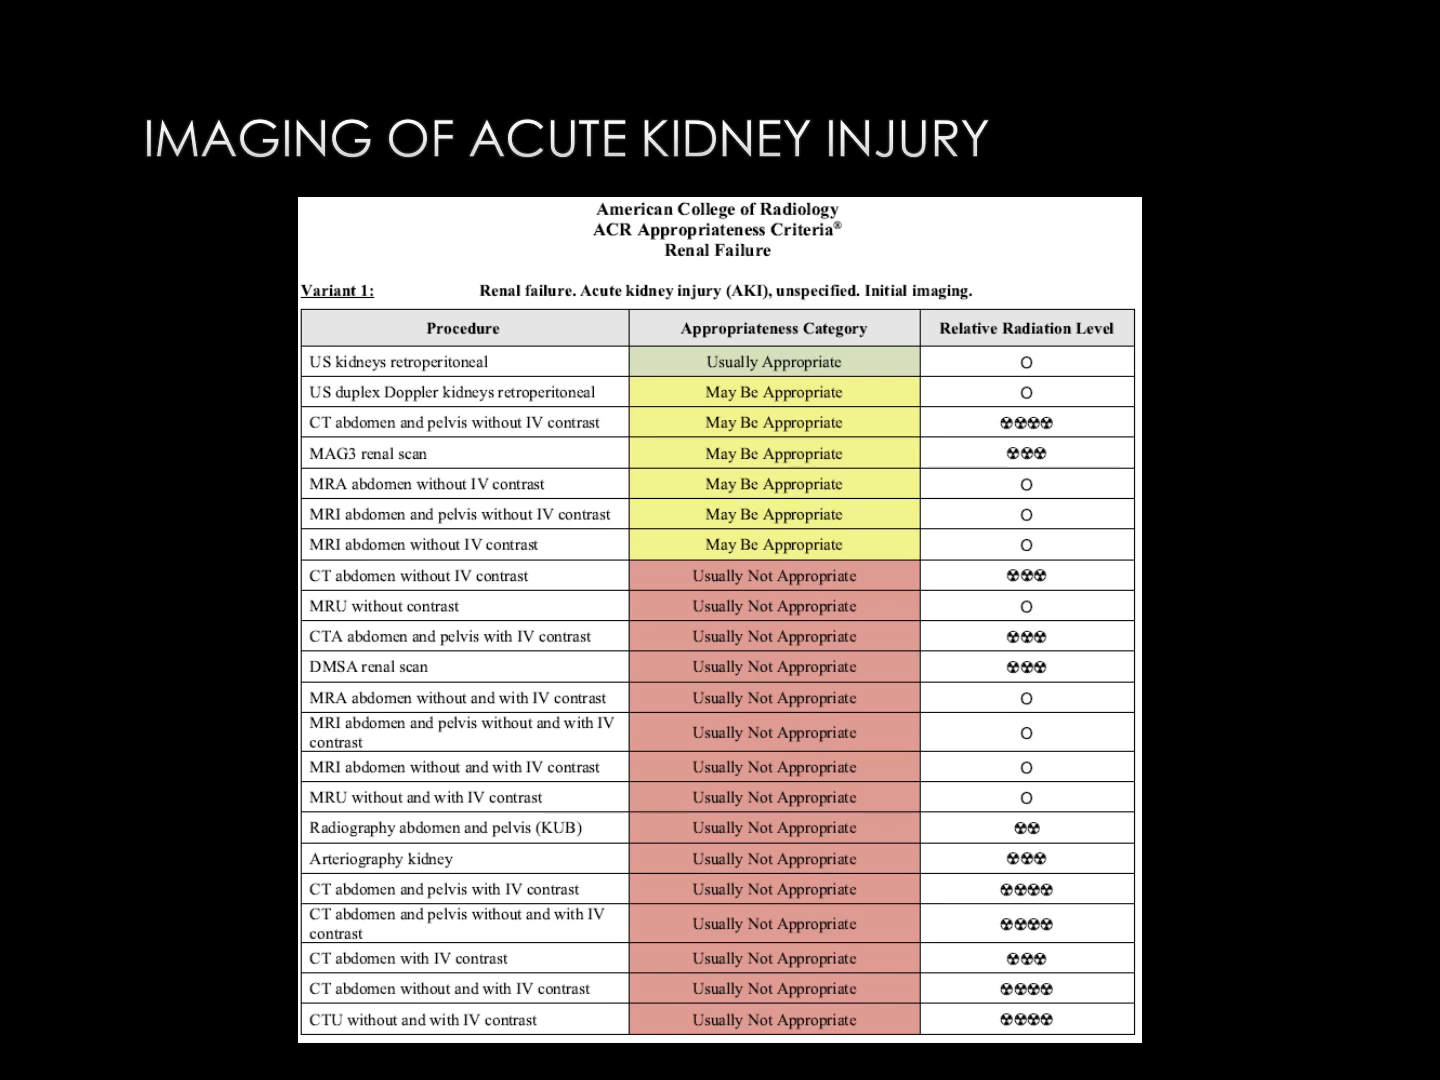 IMAGING OF ACUTE KIDNEY INJURY
American College of Radiology
ACR Appropriateness Criteria®
Renal Failure
Variant 1: Renal failure. Acute kidney injury (AKI), unspecified. Initial imaging.
Procedure Appropriateness Category Relative Radiation Level
US kidneys retroperitoneal Usually Appropriate O
US duplex Doppler kidneys retroperitoneal May Be Appropriate O
CT abdomen and pelvis without IV contrast May Be Appropriate ☢☢☢☢
MAG3 renal scan May Be Appropriate ☢☢☢
MRA abdomen without IV contrast May Be Appropriate O
MRI abdomen and pelvis without IV contrast May Be Appropriate O
MRI abdomen without IV contrast May Be Appropriate O
CT abdomen without IV contrast Usually Not Appropriate ☢☢☢
MRU without contrast Usually Not Appropriate O
CTA abdomen and pelvis with IV contrast Usually Not Appropriate ☢☢☢
DMSA renal scan Usually Not Appropriate ☢☢☢
MRA abdomen without and with IV contrast Usually Not Appropriate O
MRI abdomen and pelvis without and with IV
contrast Usually Not Appropriate O
MRI abdomen without and with IV contrast Usually Not Appropriate O
MRU without and with IV contrast Usually Not Appropriate O
Radiography abdomen and pelvis (KUB) Usually Not Appropriate ☢☢
Arteriography kidney Usually Not Appropriate ☢☢☢
CT abdomen and pelvis with IV contrast Usually Not Appropriate ☢☢☢☢
CT abdomen and pelvis without and with IV
contrast Usually Not Appropriate ☢☢☢☢
CT abdomen with IV contrast Usually Not Appropriate ☢☢☢
CT abdomen without and with IV contrast Usually Not Appropriate ☢☢☢☢
CTU without and with IV contrast Usually Not Appropriate ☢☢☢☢